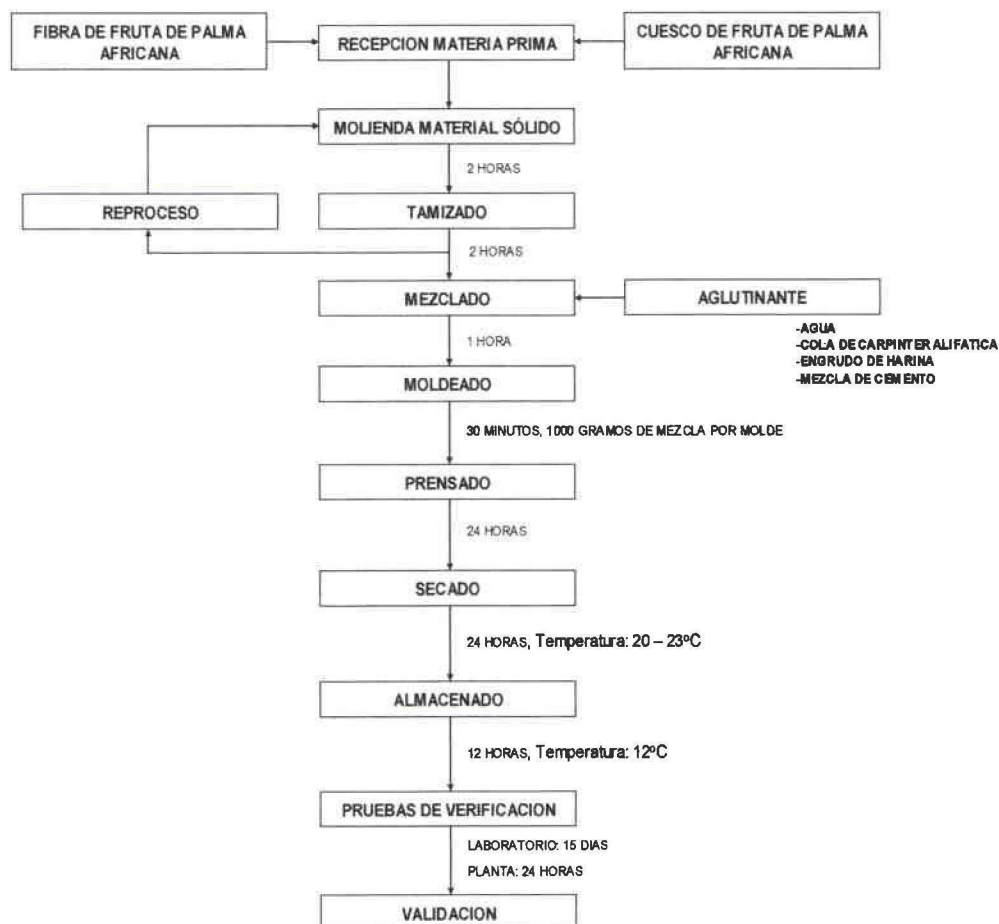 FIBRA DE FRUTA DE PALMA
AFRICANA
RECEPCION MATERIA PRIMA
CUESCO DE FRUTA DE PALMA
AFRICANA
MOLIENDA MATERIAL SÓLIDO
2 HORAS
REPROCESO
TAMIZADO
2 HORAS
MEZCLADO
AGLUTINANTE
-AGUA
-COLA DE CARPINTER ALIFATICA
-ENGRUDO DE HARINA
-MEZCLA DE CEMENTO
1 HORA
MOLDEADO
30 MINUTOS, 1000 GRAMOS DE MEZCLA POR MOLDE
PRENSADO
24 HORAS
SECADO
24 HORAS, Temperatura: 20 – 23ºC
ALMACENADO
12 HORAS, Temperatura: 12ºC
PRUEBAS DE VERIFICACION
LABORATORIO: 15 DIAS
PLANTA: 24 HORAS
VALIDACION